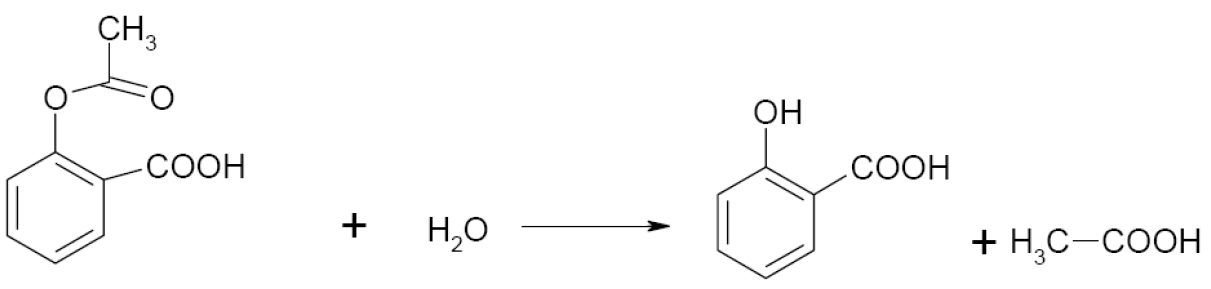 CH₃
O
O
COOH
+ H₂O
OH
COOH
+ H₃C–COOH